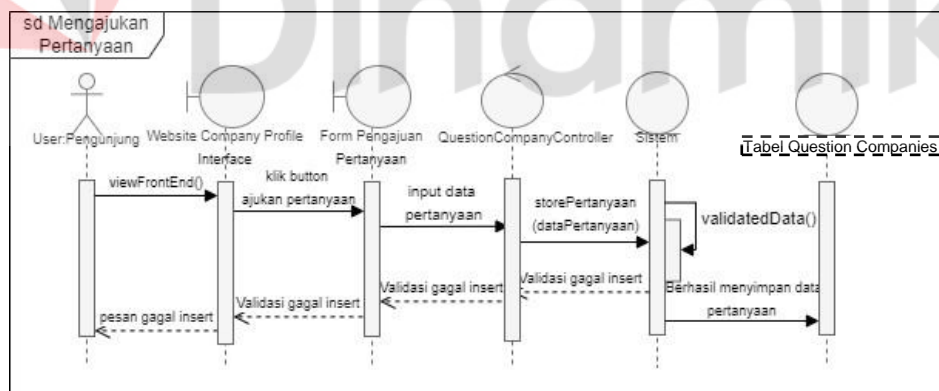 Dinamik
sd Mengajukan
Pertanyaan
User:Pengunjung
Website Company Profile
Interface
Form Pengajuan
Pertanyaan
QuestionCompanyController
Sistem
Tabel Question Companies
viewFrontEnd()
klik button
ajukan pertanyaan
input data
pertanyaan
storePertanyaan
(dataPertanyaan)
validatedData()
Validasi gagal insert
Validasi gagal insert
Validasi gagal insert
pesan gagal insert
Berhasil menyimpan data
pertanyaan